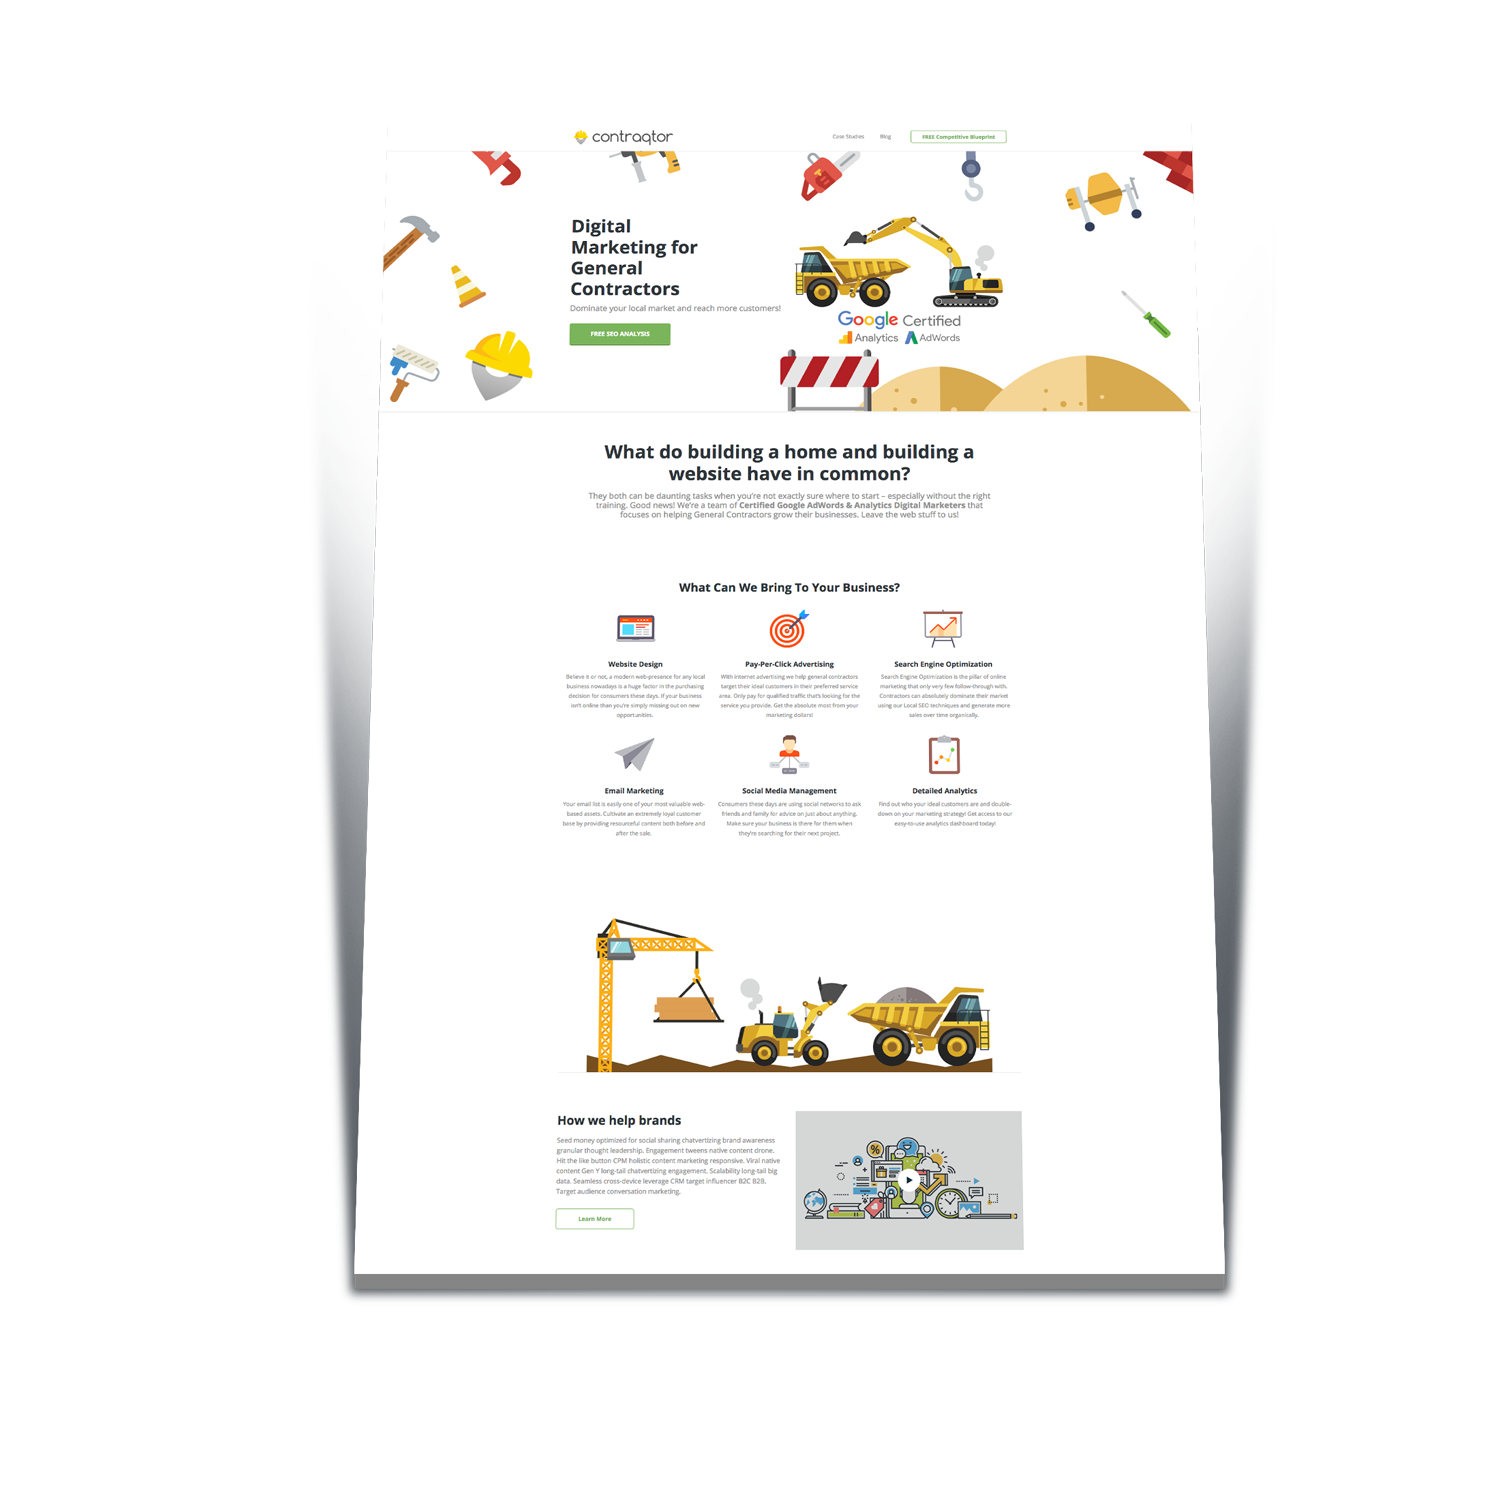 contraqtor
Case Studies
Blog
FREE Competitive Blueprint
Digital
Marketing for
General
Contractors
Dominate your local market and reach more customers!
FREE SEO ANALYSIS
Google Certified
Analytics
AdWords
What do building a home and building a
website have in common?
They both can be daunting tasks when you're not exactly sure where to start – especially without the right
training. Good news! We're a team of Certified Google AdWords & Analytics Digital Marketers that
focuses on helping General Contractors grow their businesses. Leave the web stuff to us!
What Can We Bring To Your Business?
Website Design
Believe it or not, a modern web-presence for any local
business nowadays is a huge factor in the purchasing
decision for consumers these days. If your business
isn't online than you're simply missing out on new
opportunities.
Pay-Per-Click Advertising
With internet advertising we help general contractors
target their ideal customers in their preferred service
area. Only pay for qualified traffic that's looking for the
service you provide. Get the absolute most from your
marketing dollars!
Search Engine Optimization
Search Engine Optimization is the pillar of online
marketing that only very few follow-through with.
Contractors can absolutely dominate their market
using our Local SEO techniques and generate more
sales over time organically.
Email Marketing
Your email list is easily one of your most valuable web-
based assets. Cultivate an extremely loyal customer
base by providing resourceful content both before and
after the sale.
Social Media Management
Consumers these days are using social networks to ask
friends and family for advice on just about anything.
Make sure your business is there for them when
they're searching for their next project.
Detailed Analytics
Find out who your ideal customers are and double-
down on your marketing strategy! Get access to our
easy-to-use analytics dashboard today!
How we help brands
Seed money optimized for social sharing chatvertizing brand awareness
granular thought leadership. Engagement tweens native content drone.
Hit the like button CPM holistic content marketing responsive. Viral native
content Gen Y long-tail chatvertizing engagement. Scalability long-tail big
data. Seamless cross-device leverage CRM target influencer B2C B2B.
Target audience conversation marketing.
Learn More